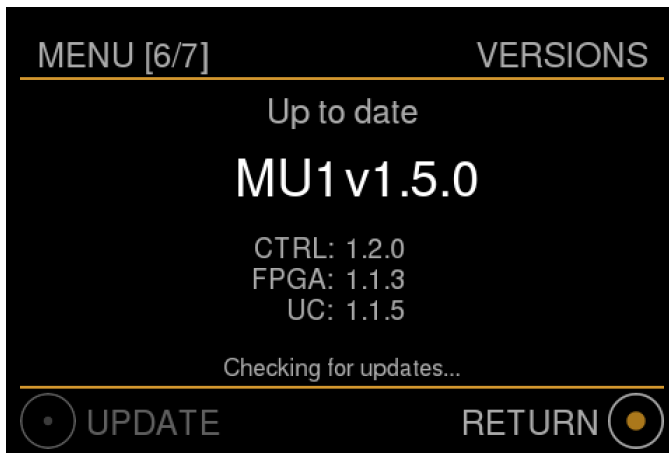 MENU [6/7] VERSIONS
Up to date
MU1 v1.5.0
CTRL: 1.2.0
FPGA: 1.1.3
UC: 1.1.5
Checking for updates...
UPDATE RETURN